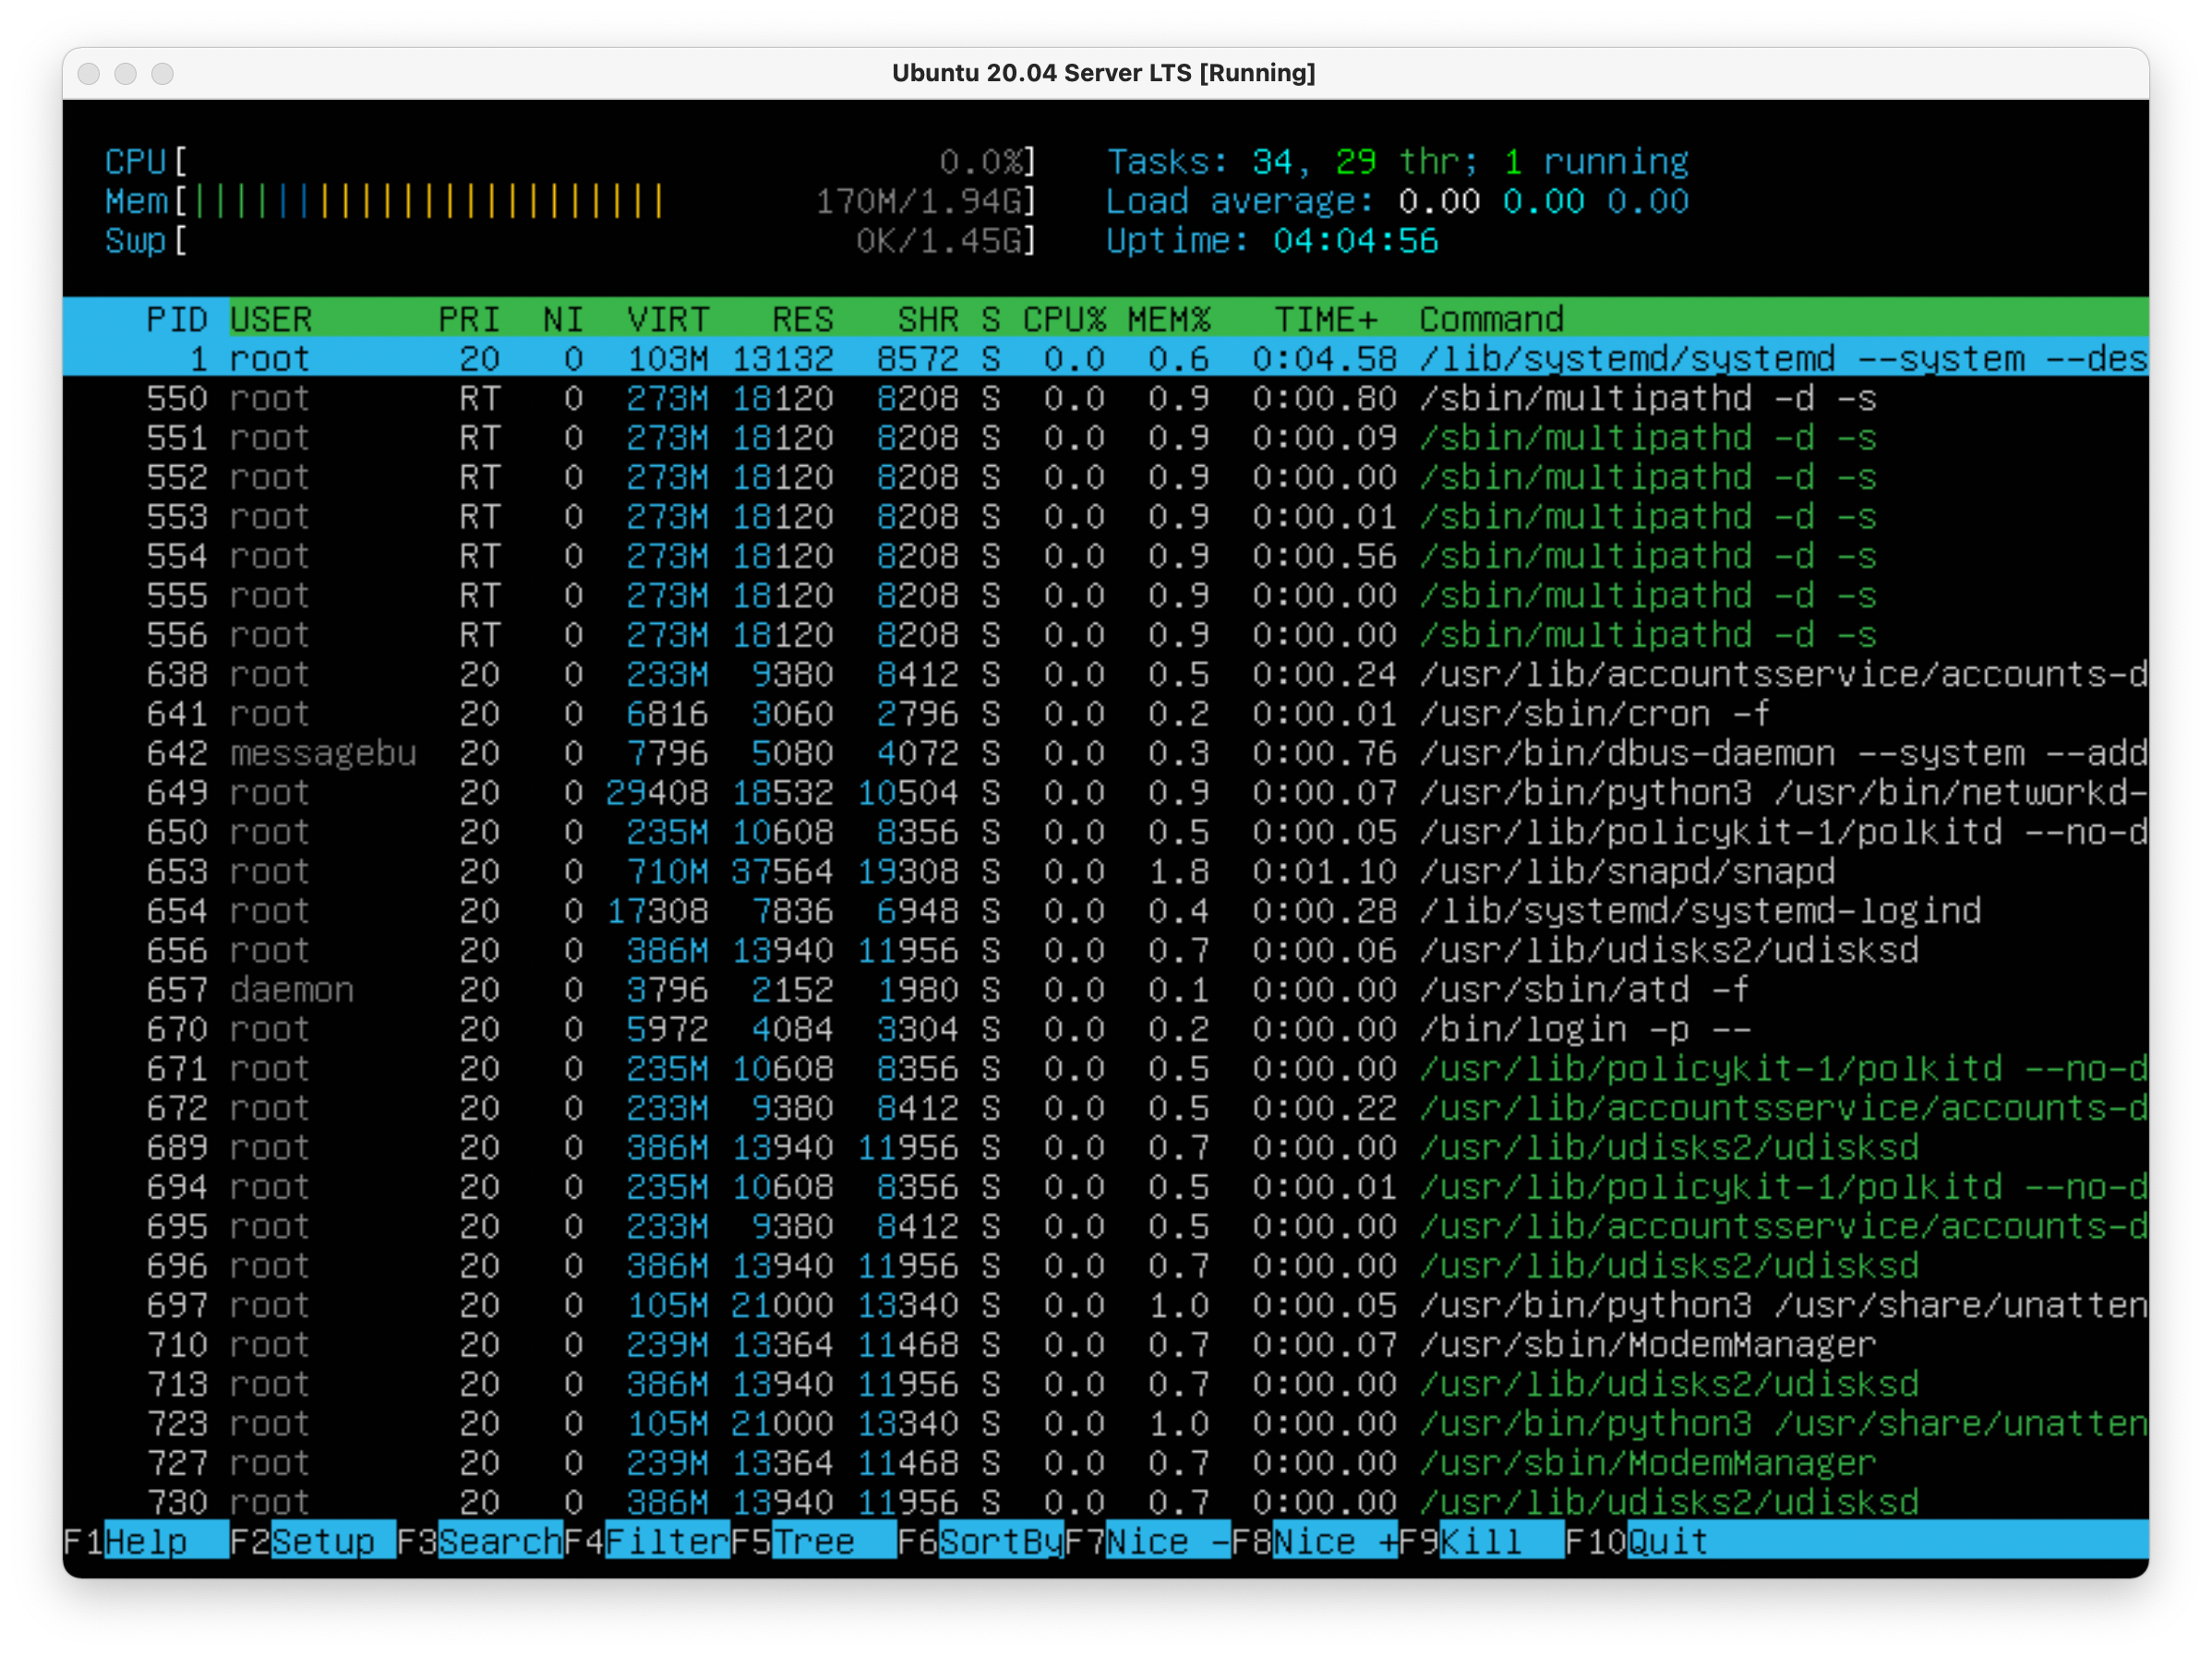 Ubuntu 20.04 Server LTS [Running]
CPU[ 0.0%] Tasks: 34, 29 thr; 1 running
Mem[||||||||||||||||||||||| 170M/1.94G] Load average: 0.00 0.00 0.00
Swp[ 0K/1.45G] Uptime: 04:04:56
PID USER PRI NI VIRT RES SHR S CPU% MEM% TIME+ Command
1 root 20 0 103M 13132 8572 S 0.0 0.6 0:04.58 /lib/systemd/systemd --system --des
550 root RT 0 273M 18120 8208 S 0.0 0.9 0:00.80 /sbin/multipathd -d -s
551 root RT 0 273M 18120 8208 S 0.0 0.9 0:00.09 /sbin/multipathd -d -s
552 root RT 0 273M 18120 8208 S 0.0 0.9 0:00.00 /sbin/multipathd -d -s
553 root RT 0 273M 18120 8208 S 0.0 0.9 0:00.01 /sbin/multipathd -d -s
554 root RT 0 273M 18120 8208 S 0.0 0.9 0:00.56 /sbin/multipathd -d -s
555 root RT 0 273M 18120 8208 S 0.0 0.9 0:00.00 /sbin/multipathd -d -s
556 root RT 0 273M 18120 8208 S 0.0 0.9 0:00.00 /sbin/multipathd -d -s
638 root 20 0 233M 9380 8412 S 0.0 0.5 0:00.24 /usr/lib/accountsservice/accounts-d
641 root 20 0 6816 3060 2796 S 0.0 0.2 0:00.01 /usr/sbin/cron -f
642 messagebu 20 0 7796 5080 4072 S 0.0 0.3 0:00.76 /usr/bin/dbus-daemon --system --add
649 root 20 0 29408 18532 10504 S 0.0 0.9 0:00.07 /usr/bin/python3 /usr/bin/networkd-
650 root 20 0 235M 10608 8356 S 0.0 0.5 0:00.05 /usr/lib/policykit-1/polkitd --no-d
653 root 20 0 710M 37564 19308 S 0.0 1.8 0:01.10 /usr/lib/snapd/snapd
654 root 20 0 17308 7836 6948 S 0.0 0.4 0:00.28 /lib/systemd/systemd-logind
656 root 20 0 386M 13940 11956 S 0.0 0.7 0:00.06 /usr/lib/udisks2/udisksd
657 daemon 20 0 3796 2152 1980 S 0.0 0.1 0:00.00 /usr/sbin/atd -f
670 root 20 0 5972 4084 3304 S 0.0 0.2 0:00.00 /bin/login -p --
671 root 20 0 235M 10608 8356 S 0.0 0.5 0:00.00 /usr/lib/policykit-1/polkitd --no-d
672 root 20 0 233M 9380 8412 S 0.0 0.5 0:00.22 /usr/lib/accountsservice/accounts-d
689 root 20 0 386M 13940 11956 S 0.0 0.7 0:00.00 /usr/lib/udisks2/udisksd
694 root 20 0 235M 10608 8356 S 0.0 0.5 0:00.01 /usr/lib/policykit-1/polkitd --no-d
695 root 20 0 233M 9380 8412 S 0.0 0.5 0:00.00 /usr/lib/accountsservice/accounts-d
696 root 20 0 386M 13940 11956 S 0.0 0.7 0:00.00 /usr/lib/udisks2/udisksd
697 root 20 0 105M 21000 13340 S 0.0 1.0 0:00.05 /usr/bin/python3 /usr/share/unatten
710 root 20 0 239M 13364 11468 S 0.0 0.7 0:00.07 /usr/sbin/ModemManager
713 root 20 0 386M 13940 11956 S 0.0 0.7 0:00.00 /usr/lib/udisks2/udisksd
723 root 20 0 105M 21000 13340 S 0.0 1.0 0:00.00 /usr/bin/python3 /usr/share/unatten
727 root 20 0 239M 13364 11468 S 0.0 0.7 0:00.00 /usr/sbin/ModemManager
730 root 20 0 386M 13940 11956 S 0.0 0.7 0:00.00 /usr/lib/udisks2/udisksd
F1Help F2Setup F3SearchF4FilterF5Tree F6SortByF7Nice -F8Nice +F9Kill F10Quit